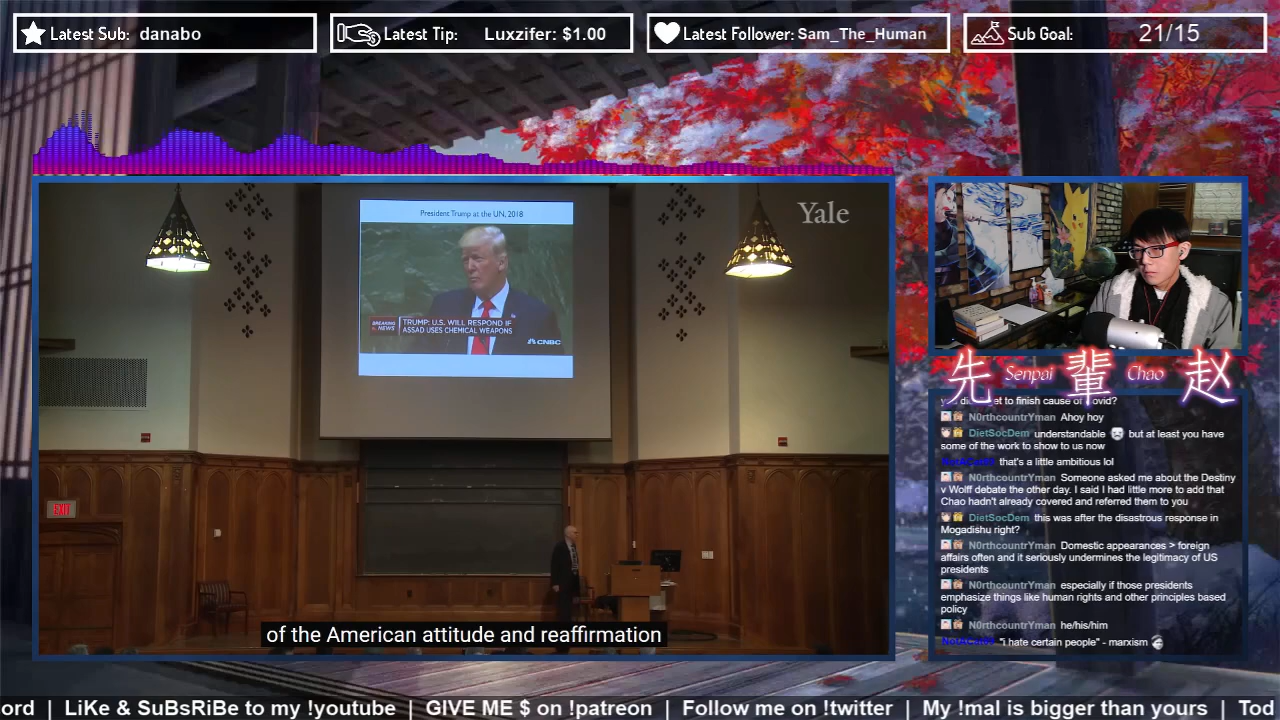 Latest Sub: danabo
Latest Tip: Luxzifer: $1.00
Latest Follower: Sam_The_Human
Sub Goal: 21/15
Yale
President Trump at the UN, 2018
BREAKING NEWS
TRUMP: U.S. WILL RESPOND IF
ASSAD USES CHEMICAL WEAPONS
CNBC
EXIT
of the American attitude and reaffirmation
先 Senpai 輩 Chao 赵
to finish cause of
N0rthcountrYman Ahoy hoy
DietSocDem understandable but at least you have
some of the work to show to us now
that's a little ambitious lol
N0rthcountrYman Someone asked me about the Destiny
v Wolff debate the other day. I said I had little more to add that
Chao hadn't already covered and referred them to you
DietSocDem this was after the disastrous response in
Mogadishu right?
N0rthcountrYman Domestic appearances > foreign
affairs often and it seriously undermines the legitimacy of US
presidents
N0rthcountrYman especially if those presidents
emphasize things like human rights and other principles based
policy
N0rthcountrYman he/his/him
"i hate certain people" - marxism
ord | LiKe & SuBsRiBe to my !youtube | GIVE ME $ on !patreon | Follow me on !twitter | My !mal is bigger than yours | Tod